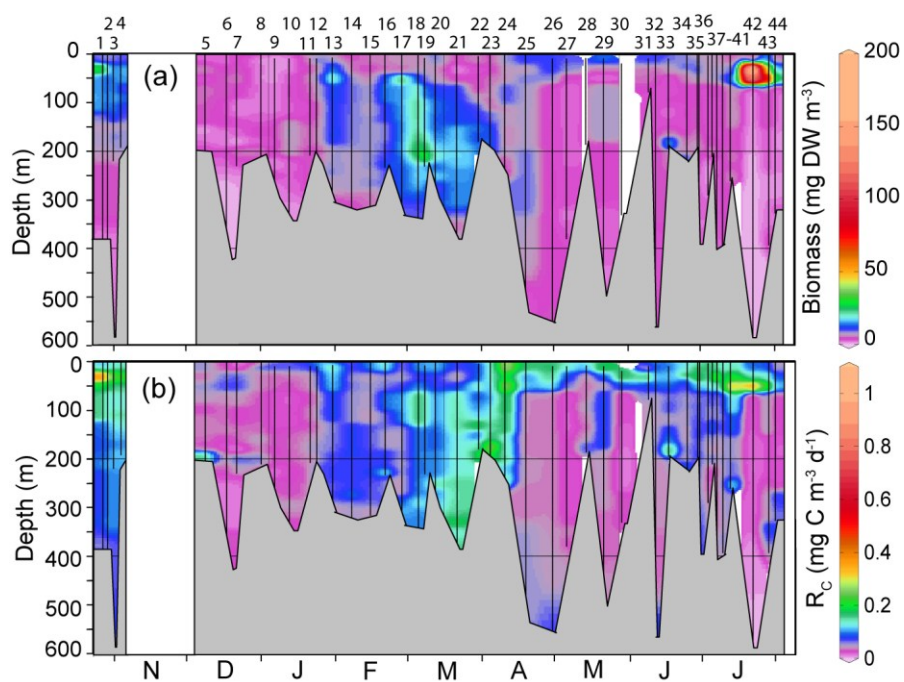 2 4 6 8 10 12 14 16 18 20 22 24 26 28 30 32 34 36 42 44
1 3 5 7 9 11 13 15 17 19 21 23 25 27 29 31 33 35 37 -41 43
(a)
0
100
200
300
400
500
600
Depth (m)
200
150
100
50
0
Biomass (mg DW m-3)
(b)
0
100
200
300
400
500
600
Depth (m)
1
0.8
0.6
0.4
0.2
0
RC (mg C m-3 d-1)
N D J F M A M J J